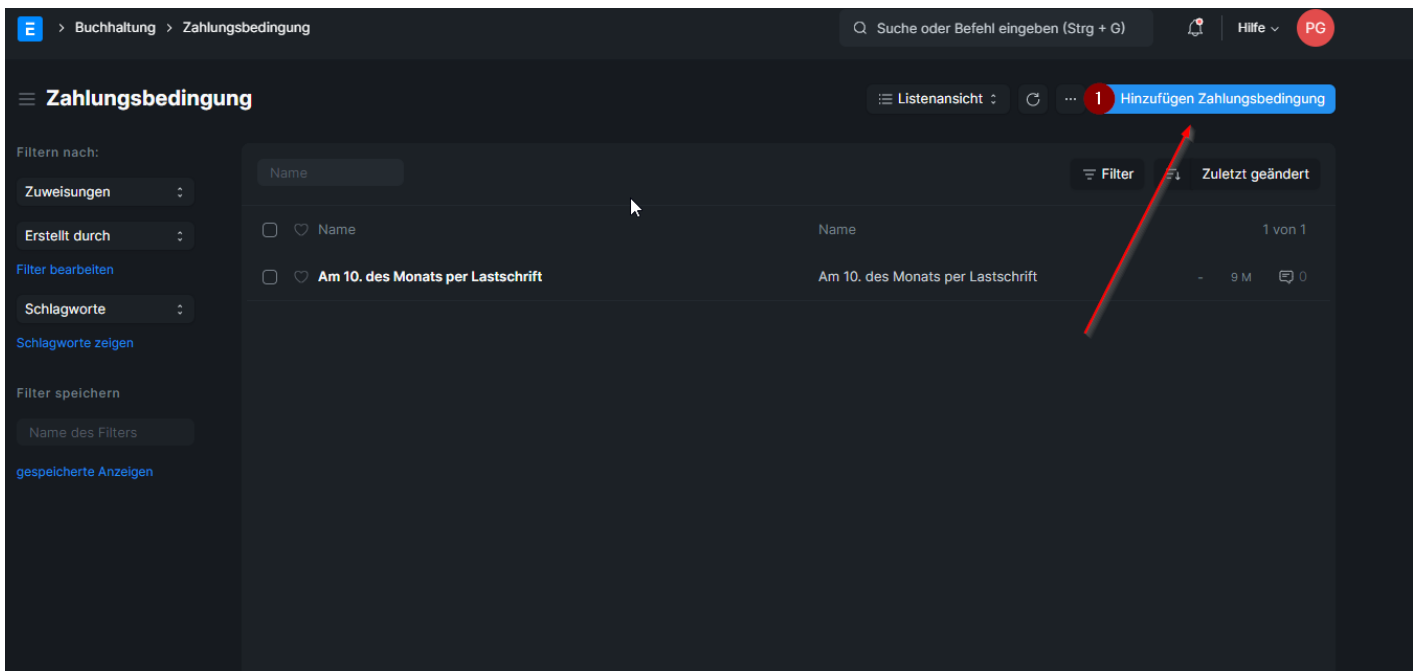 E > Buchhaltung > Zahlungsbedingung
Suche oder Befehl eingeben (Strg + G)
Hilfe
PG
Zahlungsbedingung
Listenansicht
...
1
Hinzufügen Zahlungsbedingung
Filtern nach:
Zuweisungen
Erstellt durch
Filter bearbeiten
Schlagworte
Schlagworte zeigen
Filter speichern
Name des Filters
gespeicherte Anzeigen
Name
Filter
Zuletzt geändert
Name Name 1 von 1
Am 10. des Monats per Lastschrift Am 10. des Monats per Lastschrift - 9 M 0